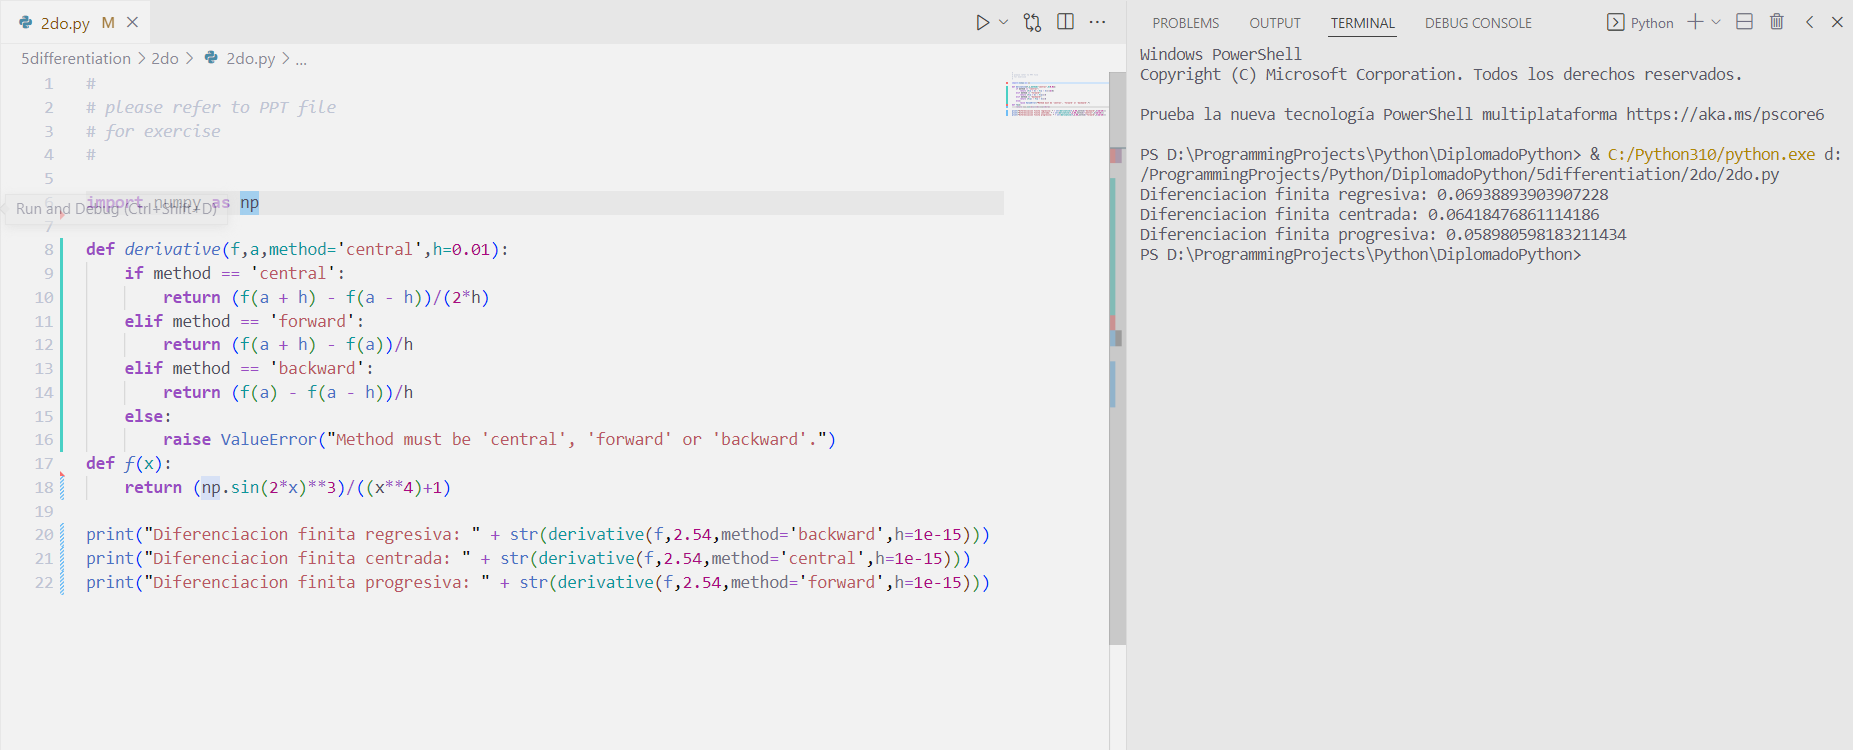 2do.py M
5differentiation > 2do > 2do.py > ...
1 #
2 # please refer to PPT file
3 # for exercise
4 #
5
6 import numpy as np
Run and Debug (Ctrl+Shift+D)
7
8 def derivative(f,a,method='central',h=0.01):
9 if method == 'central':
10 return (f(a + h) - f(a - h))/(2*h)
11 elif method == 'forward':
12 return (f(a + h) - f(a))/h
13 elif method == 'backward':
14 return (f(a) - f(a - h))/h
15 else:
16 raise ValueError("Method must be 'central', 'forward' or 'backward'.")
17 def f(x):
18 return (np.sin(2*x)**3)/((x**4)+1)
19
20 print("Diferenciacion finita regresiva: " + str(derivative(f,2.54,method='backward',h=1e-15)))
21 print("Diferenciacion finita centrada: " + str(derivative(f,2.54,method='central',h=1e-15)))
22 print("Diferenciacion finita progresiva: " + str(derivative(f,2.54,method='forward',h=1e-15)))
PROBLEMS OUTPUT TERMINAL DEBUG CONSOLE Python
Windows PowerShell
Copyright (C) Microsoft Corporation. Todos los derechos reservados.
Prueba la nueva tecnología PowerShell multiplataforma https://aka.ms/pscore6
PS D:\ProgrammingProjects\Python\DiplomadoPython> & C:/Python310/python.exe d:
/ProgrammingProjects/Python/DiplomadoPython/5differentiation/2do/2do.py
Diferenciacion finita regresiva: 0.06938893903907228
Diferenciacion finita centrada: 0.06418476861114186
Diferenciacion finita progresiva: 0.058980598183211434
PS D:\ProgrammingProjects\Python\DiplomadoPython>